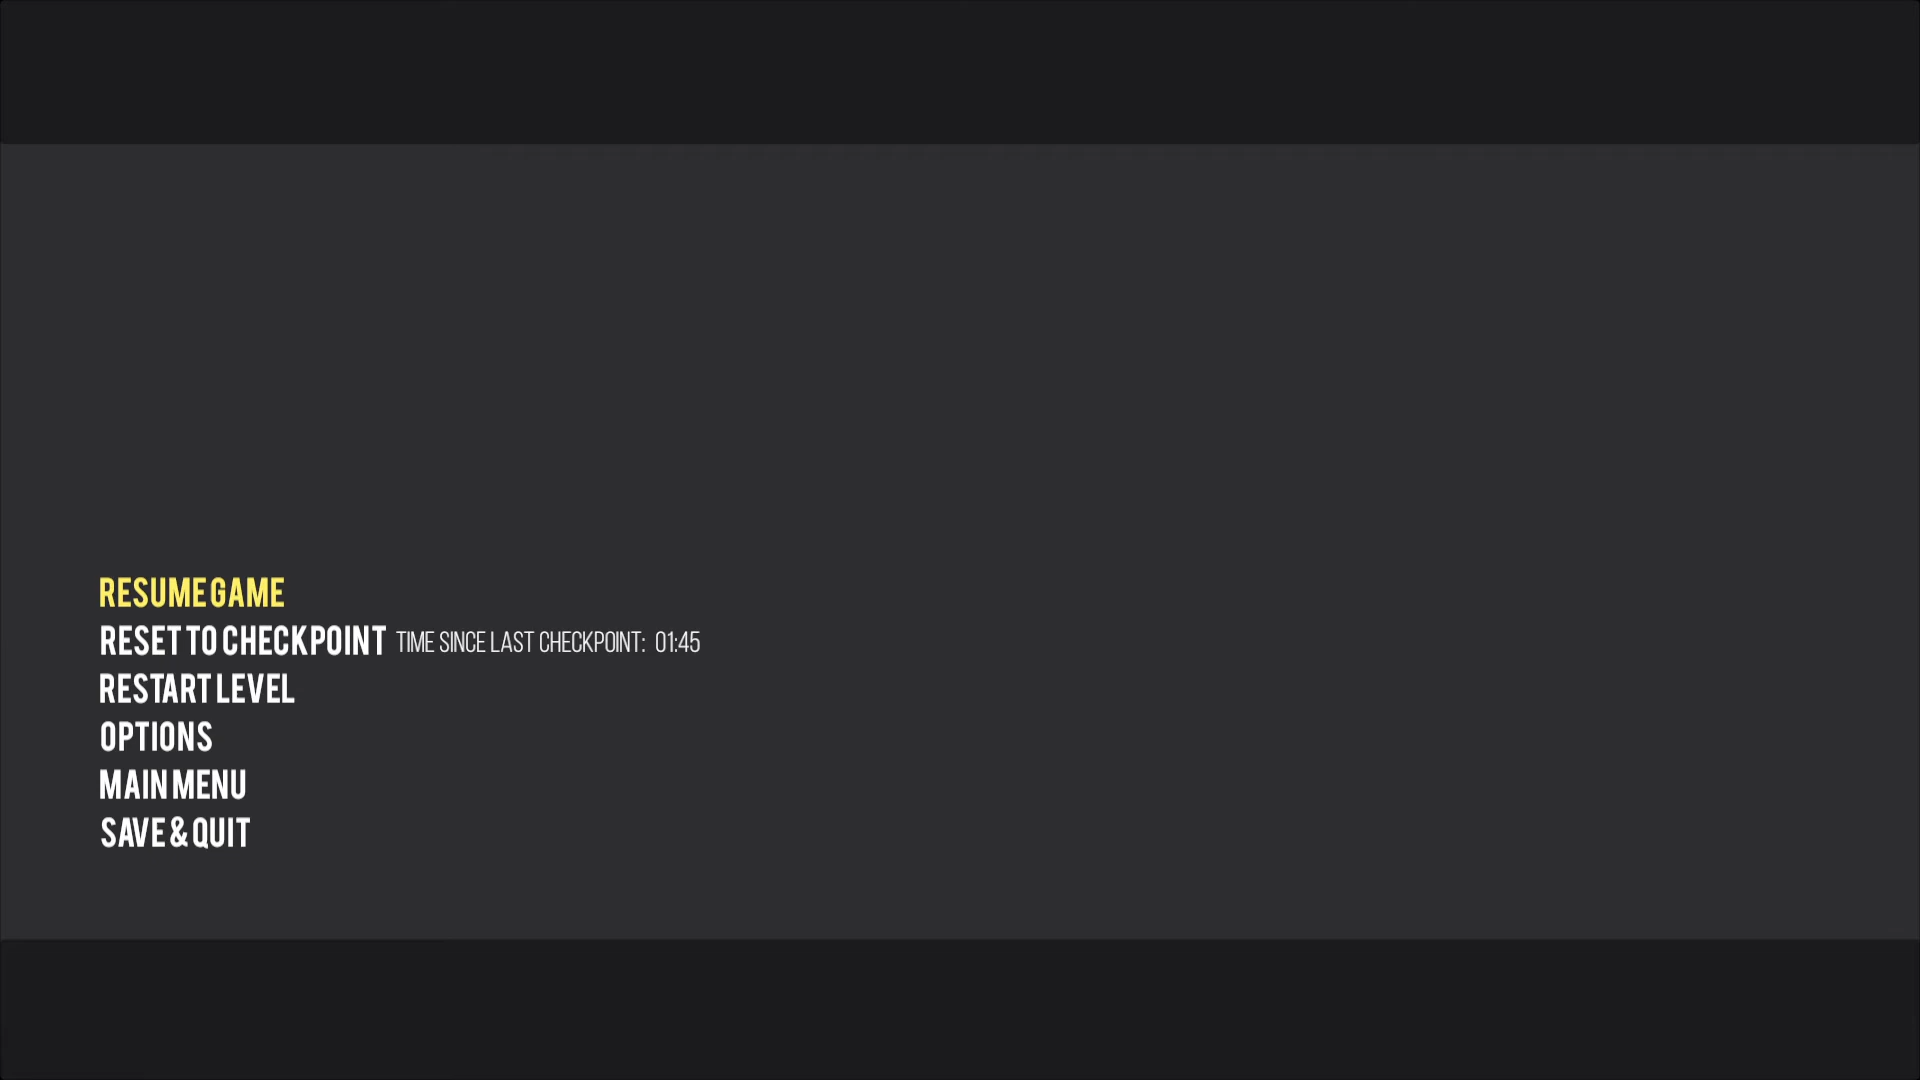 RESUME GAME
RESET TO CHECKPOINT TIME SINCE LAST CHECKPOINT: 01:45
RESTART LEVEL
OPTIONS
MAIN MENU
SAVE & QUIT